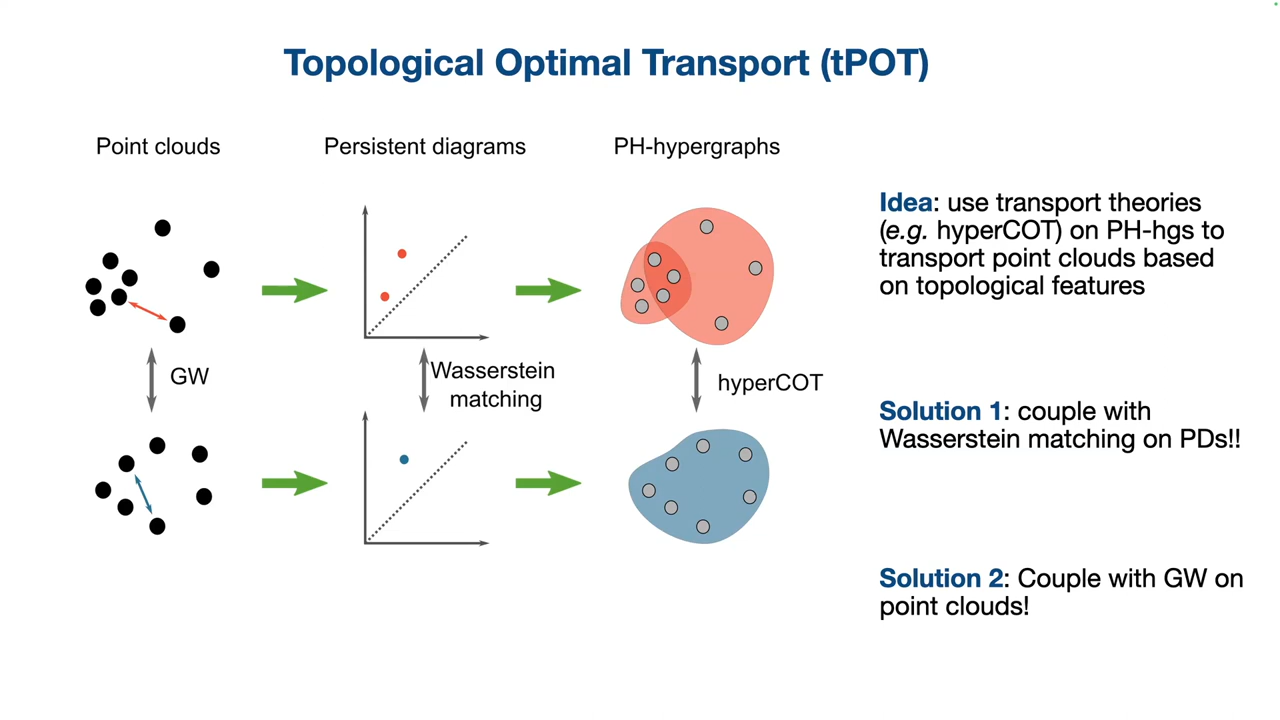 Topological Optimal Transport (tPOT)
Point clouds
Persistent diagrams
PH-hypergraphs
GW
Wasserstein
matching
hyperCOT
Idea: use transport theories
(e.g. hyperCOT) on PH-hgs to
transport point clouds based
on topological features
Solution 1: couple with
Wasserstein matching on PDs!!
Solution 2: Couple with GW on
point clouds!